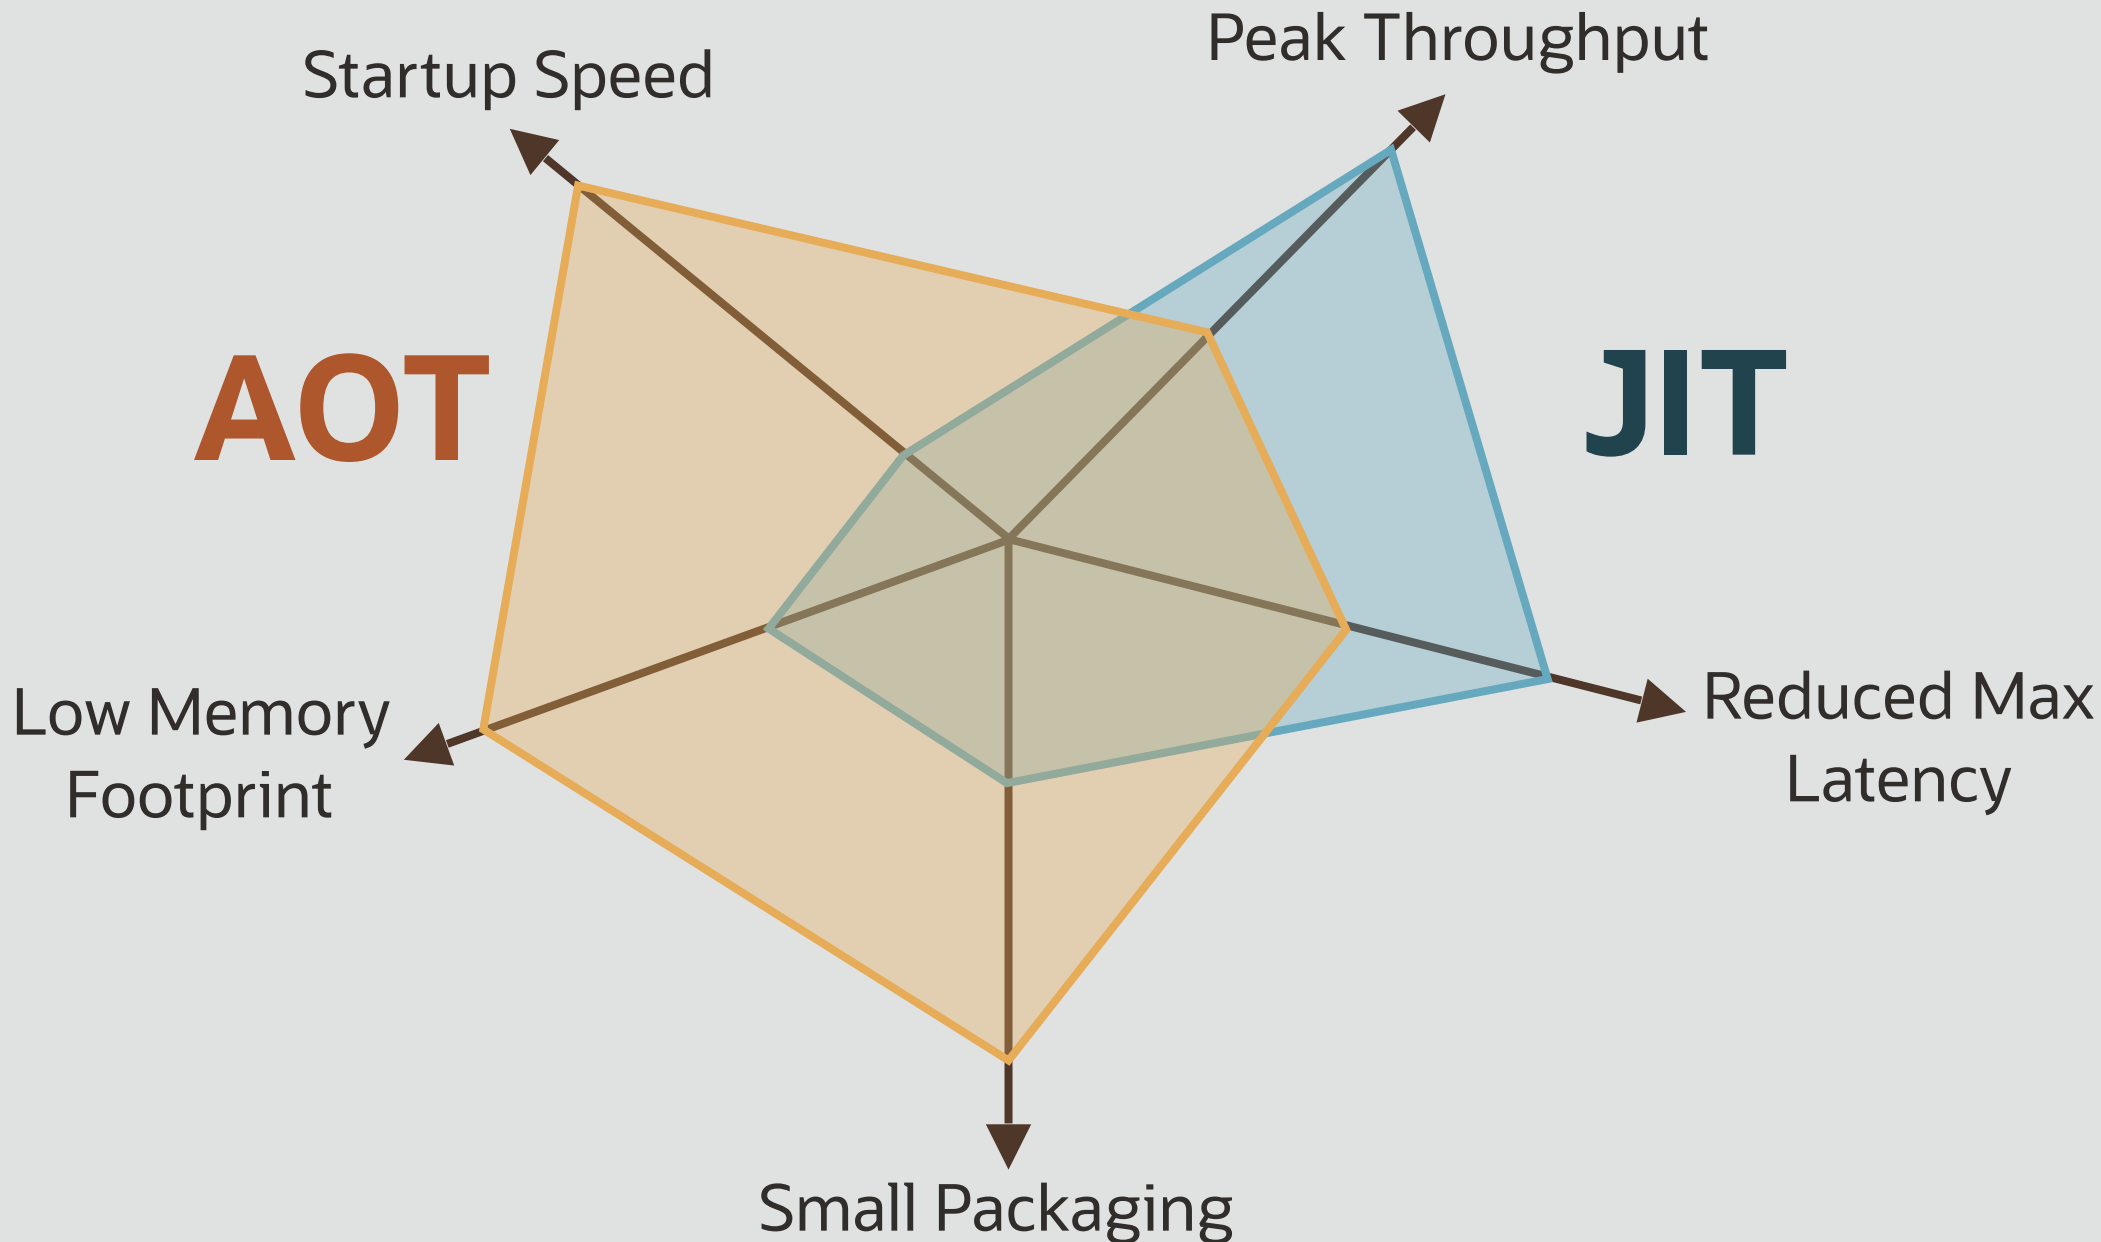 Peak Throughput
Startup Speed
AOT
JIT
Low Memory
Footprint
Reduced Max
Latency
Small Packaging